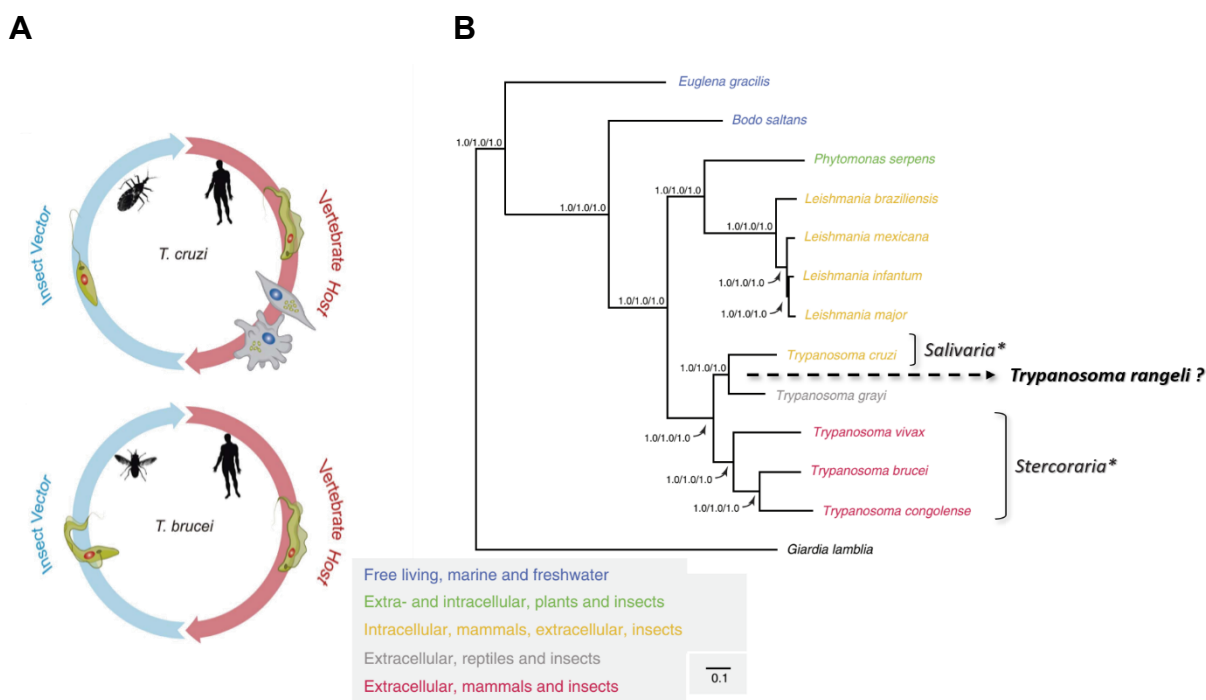 A
B
Insect Vector
T. cruzi
Vertebrate Host
Insect Vector
T. brucei
Vertebrate Host
Euglena gracilis
1.0/1.0/1.0
Bodo saltans
1.0/1.0/1.0
Phytomonas serpens
1.0/1.0/1.0
Leishmania braziliensis
1.0/1.0/1.0
Leishmania mexicana
1.0/1.0/1.0
Leishmania infantum
1.0/1.0/1.0
Leishmania major
1.0/1.0/1.0
Trypanosoma cruzi
Salivaria*
1.0/1.0/1.0
Trypanosoma rangeli ?
Trypanosoma grayi
1.0/1.0/1.0
Trypanosoma vivax
Trypanosoma brucei
Stercoraria*
1.0/1.0/1.0
1.0/1.0/1.0
Trypanosoma congolense
Giardia lamblia
Free living, marine and freshwater
Extra- and intracellular, plants and insects
Intracellular, mammals, extracellular, insects
Extracellular, reptiles and insects
Extracellular, mammals and insects
0.1